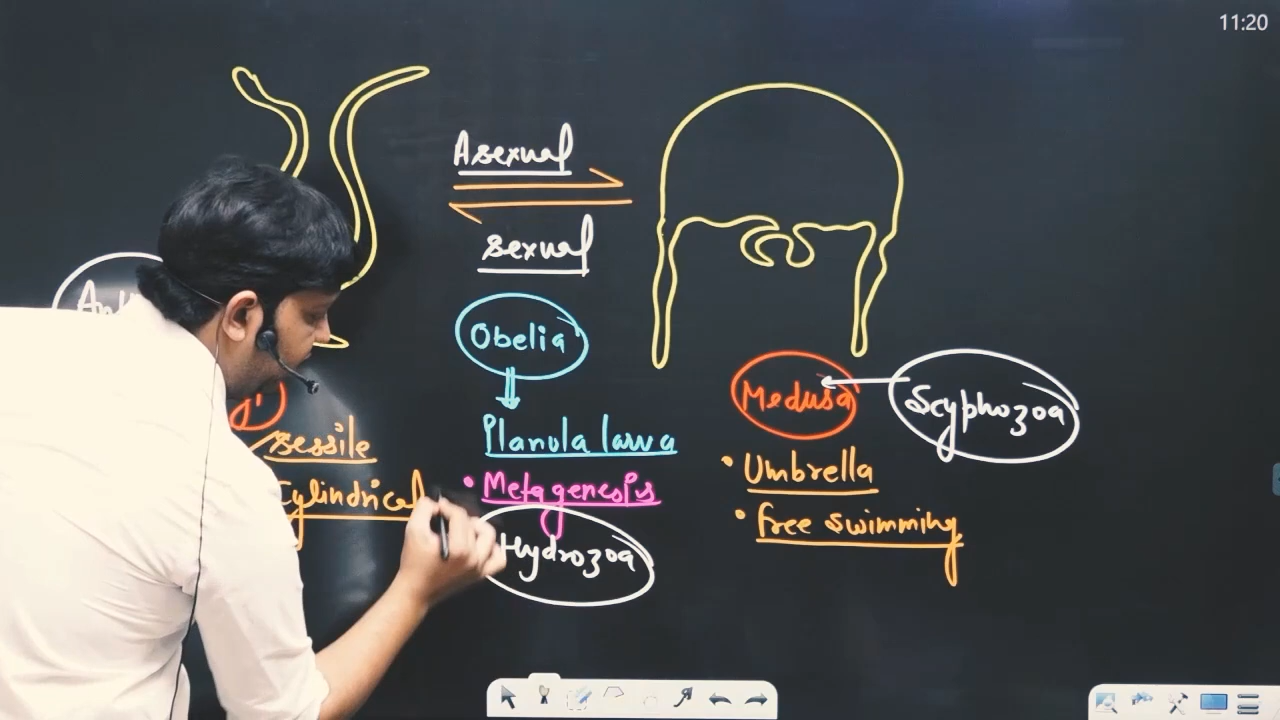 11:20
Asexual
sexual
Obelia
Planula larva
Metagenesis
Hydrozoa
sessile
Cylindrical
Medusa
Scyphozoa
Umbrella
free swimming